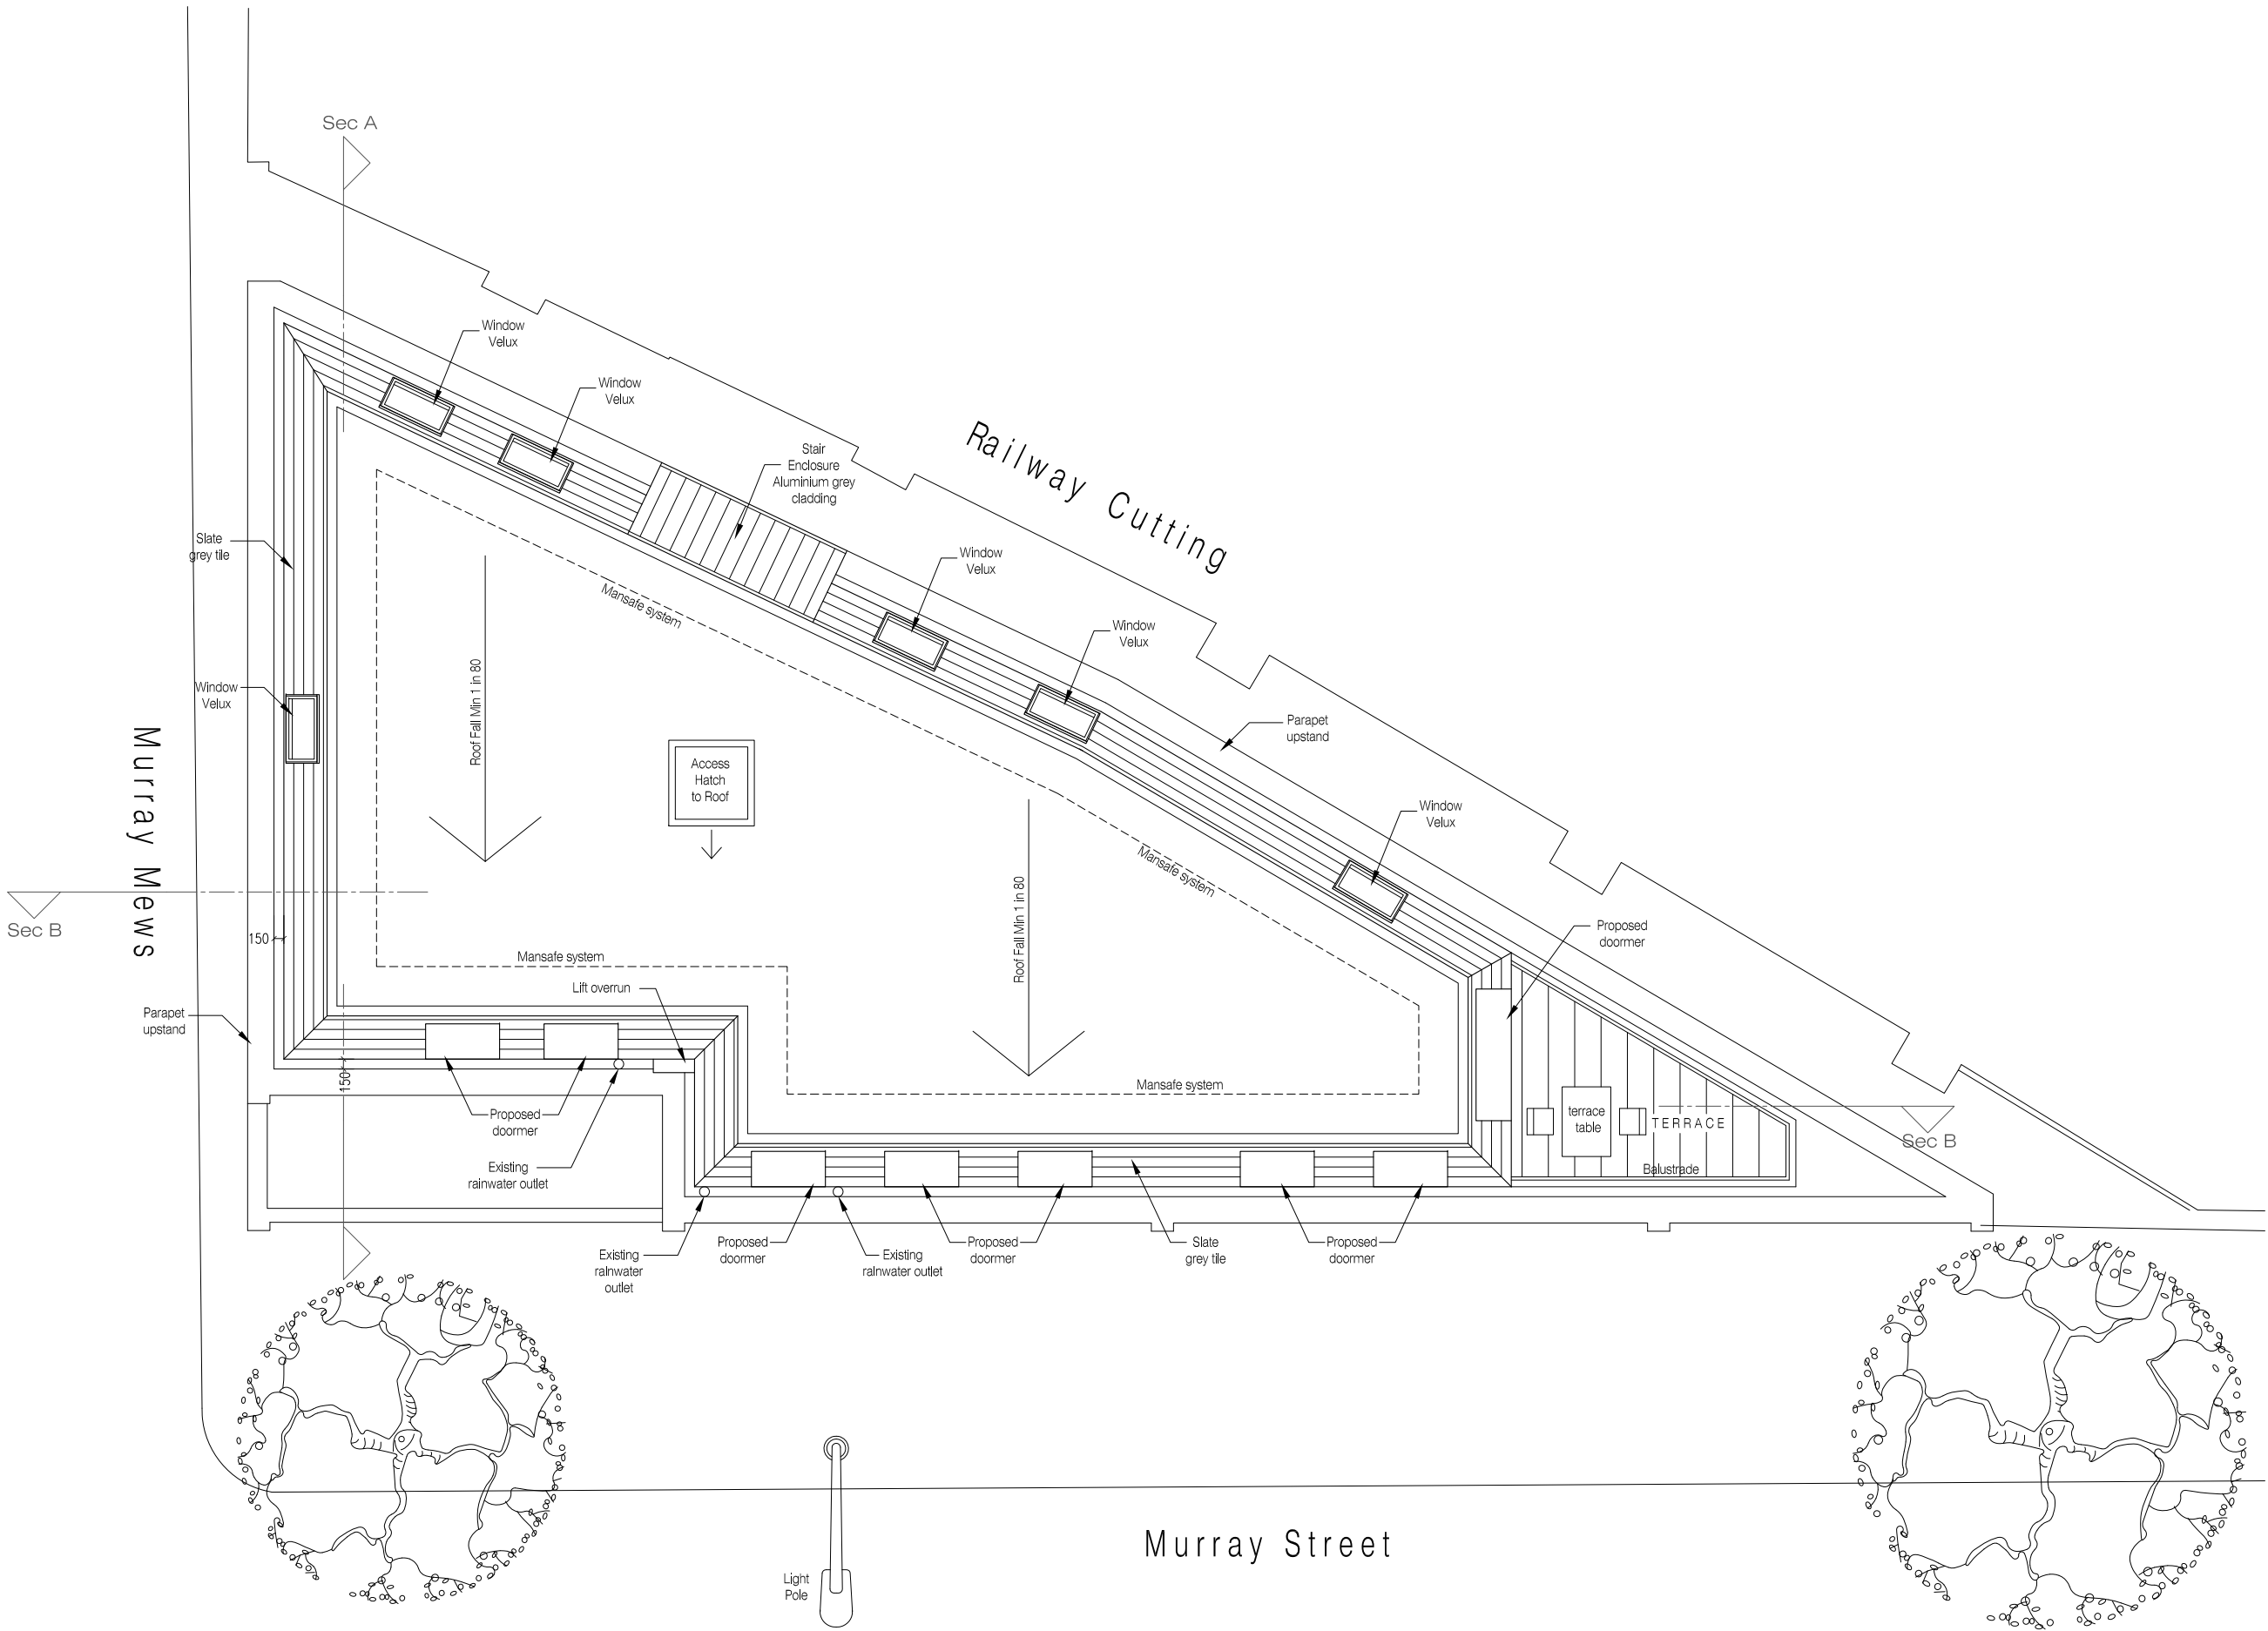 Sec A
Window
Velux
Window
Velux
Stair
Enclosure
Aluminium grey
cladding
Railway Cutting
Slate
grey tile
Window
Velux
Mansafe system
Window
Velux
Roof Fall Min 1 in 80
Window
Velux
Parapet
upstand
Murray Mews
Access
Hatch
to Roof
Window
Velux
Mansafe system
Roof Fall Min 1 in 80
Sec B
150
Proposed
doormer
Mansafe system
Lift overrun
Parapet
upstand
150
Mansafe system
Proposed
doormer
terrace
table
TERRACE
Sec B
Existing
rainwater outlet
Balustrade
Existing
rainwater
outlet
Proposed
doormer
Existing
rainwater outlet
Proposed
doormer
Slate
grey tile
Proposed
doormer
Murray Street
Light
Pole